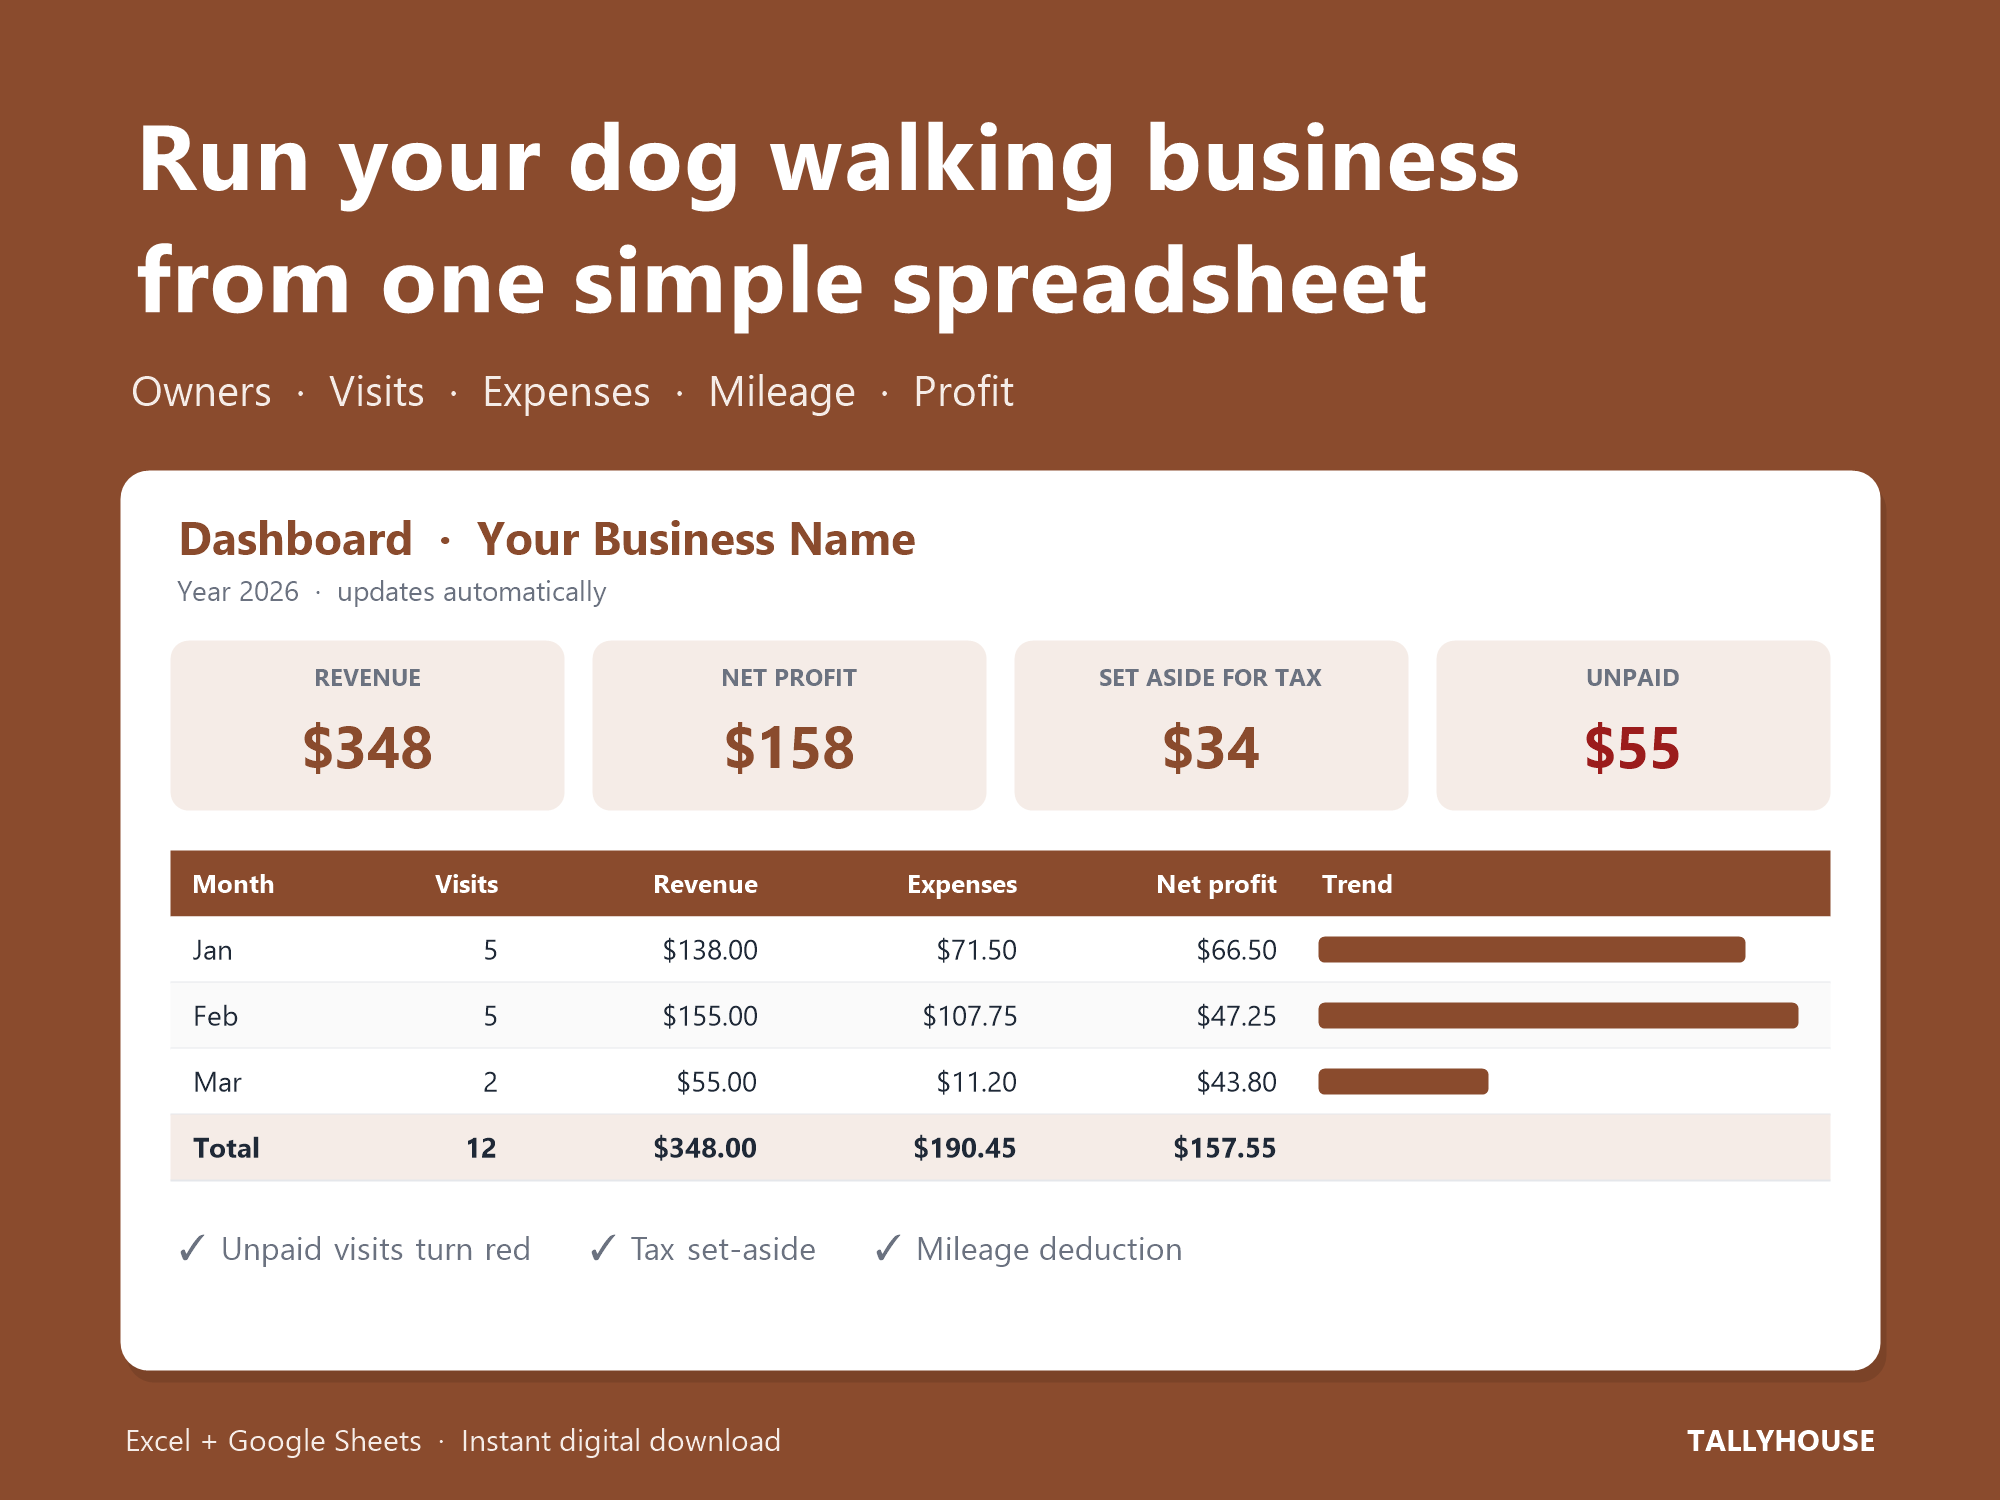 Run your dog walking business
from one simple spreadsheet
Owners · Visits · Expenses · Mileage · Profit
Dashboard · Your Business Name
Year 2026 · updates automatically
REVENUE NET PROFIT SET ASIDE FOR TAX UNPAID
$348 $158 $34 $55
Month Visits Revenue Expenses Net profit Trend
Jan 5 $138.00 $71.50 $66.50
Feb 5 $155.00 $107.75 $47.25
Mar 2 $55.00 $11.20 $43.80
Total 12 $348.00 $190.45 $157.55
✓ Unpaid visits turn red ✓ Tax set-aside ✓ Mileage deduction
Excel + Google Sheets · Instant digital download TALLYHOUSE